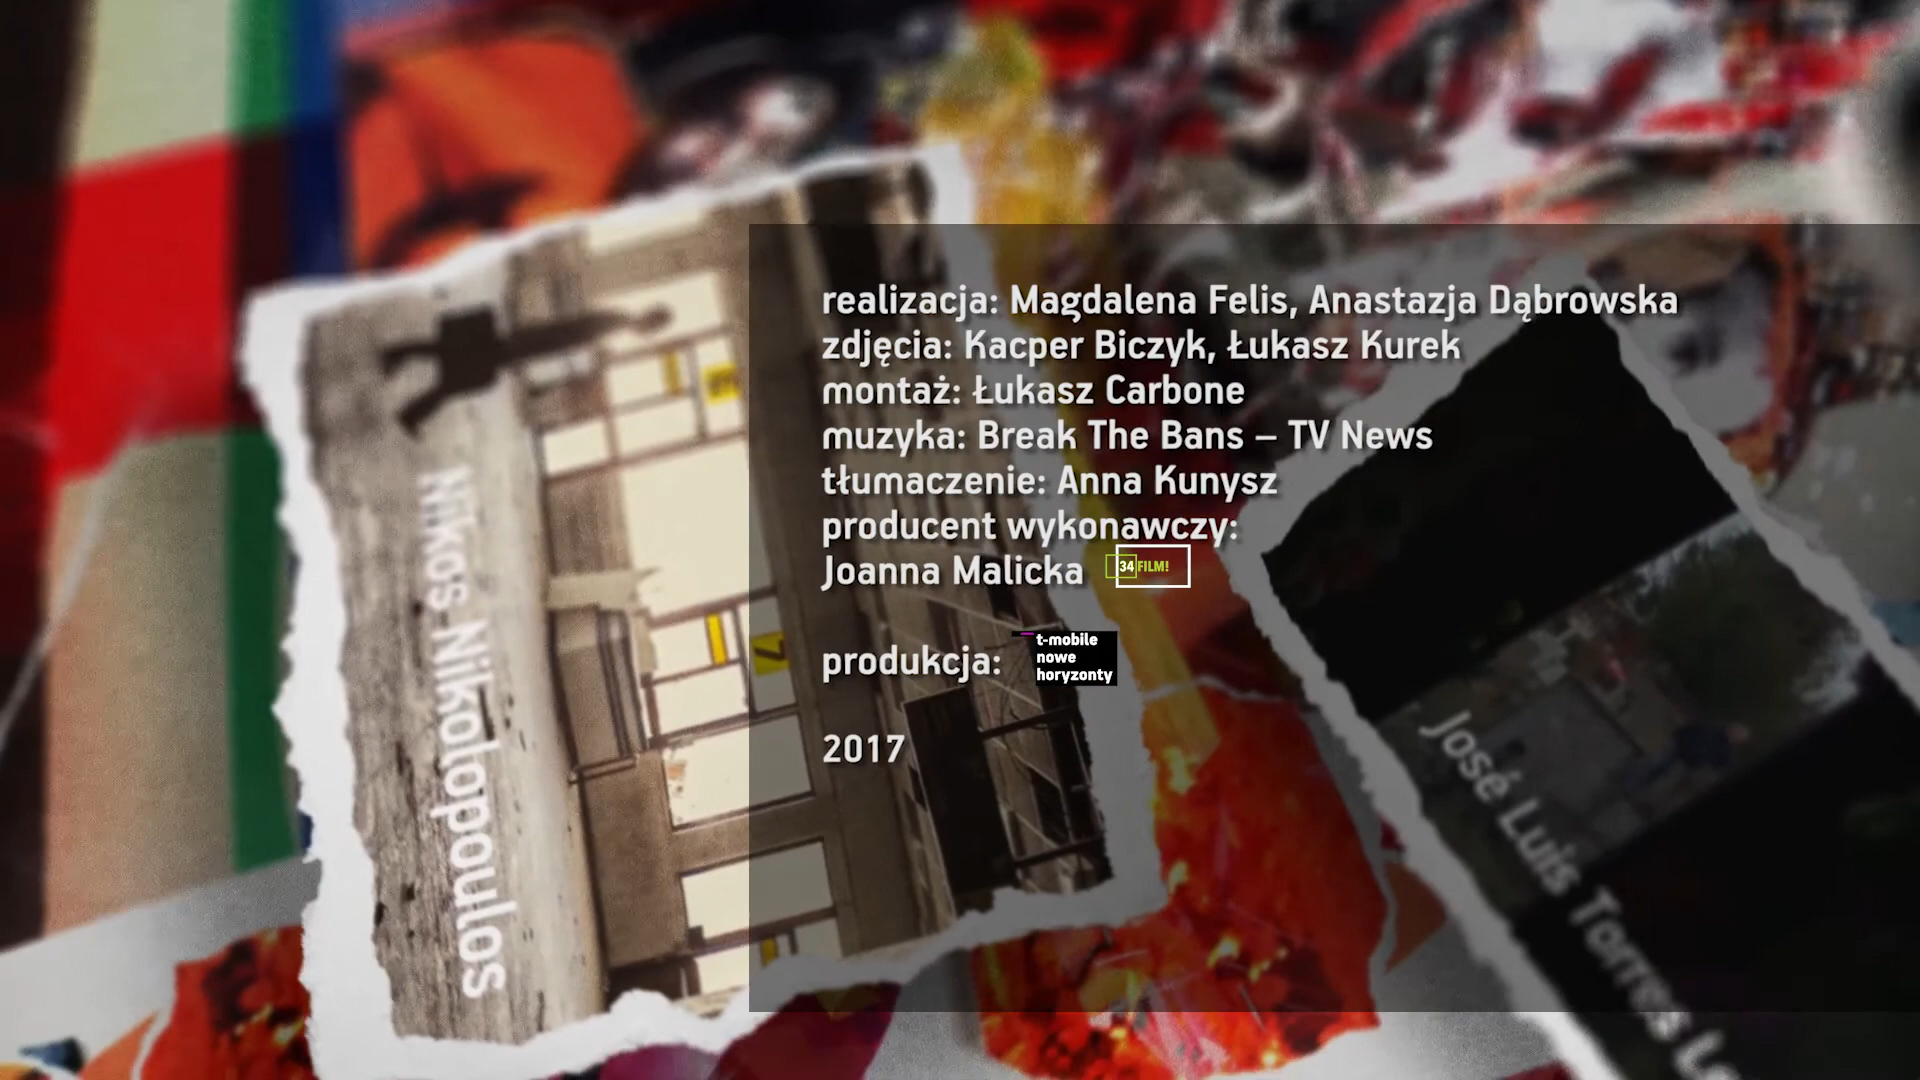 realizacja: Magdalena Felis, Anastazja Dąbrowska
zdjęcia: Kacper Biczyk, Łukasz Kurek
montaż: Łukasz Carbone
muzyka: Break The Bans – TV News
tłumaczenie: Anna Kunysz
producent wykonawczy:
Joanna Malicka
34 FILM!
produkcja:
t-mobile
nowe
horyzonty
2017
Nikos Nikolopoulos
José Luis Torres